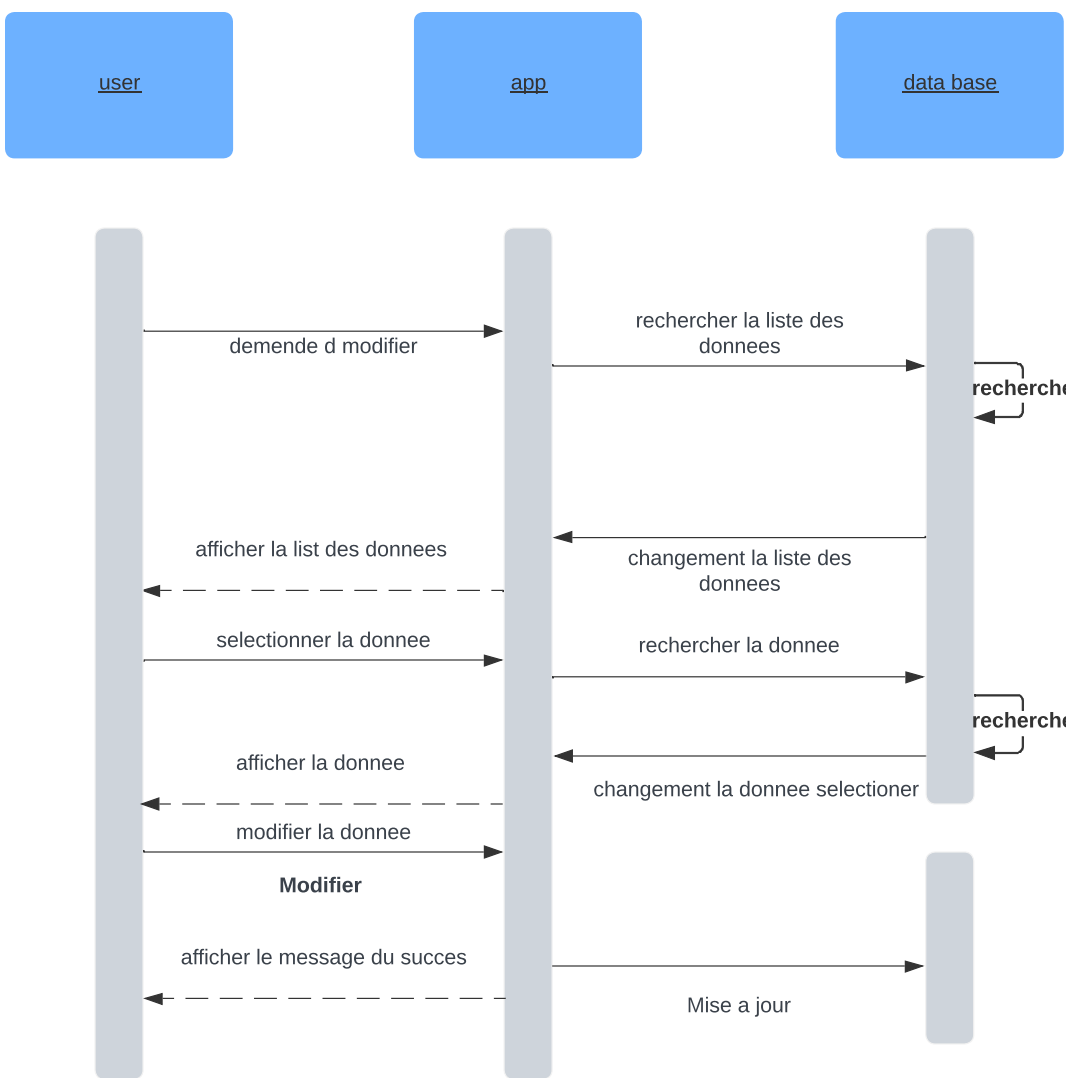 user
app
data base
demende d modifier
rechercher la liste des
donnees
recherche
afficher la list des donnees
changement la liste des
donnees
selectionner la donnee
rechercher la donnee
recherche
afficher la donnee
changement la donnee selectioner
modifier la donnee
Modifier
afficher le message du succes
Mise a jour